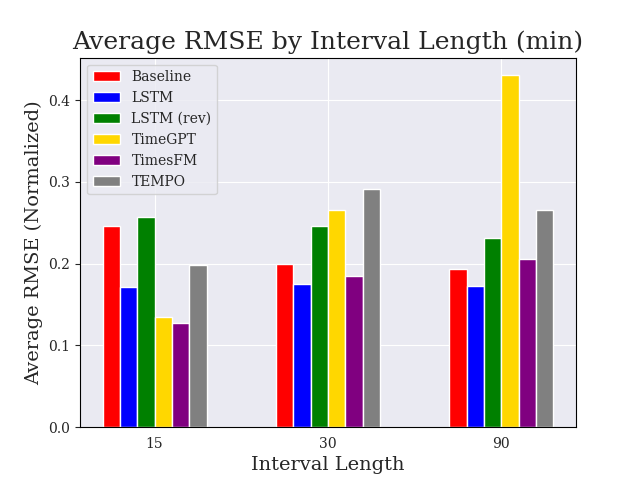 Average RMSE by Interval Length (min)
Baseline
LSTM
LSTM (rev)
TimeGPT
TimesFM
TEMPO
Average RMSE (Normalized)
0.4
0.3
0.2
0.1
0.0
15 30 90
Interval Length